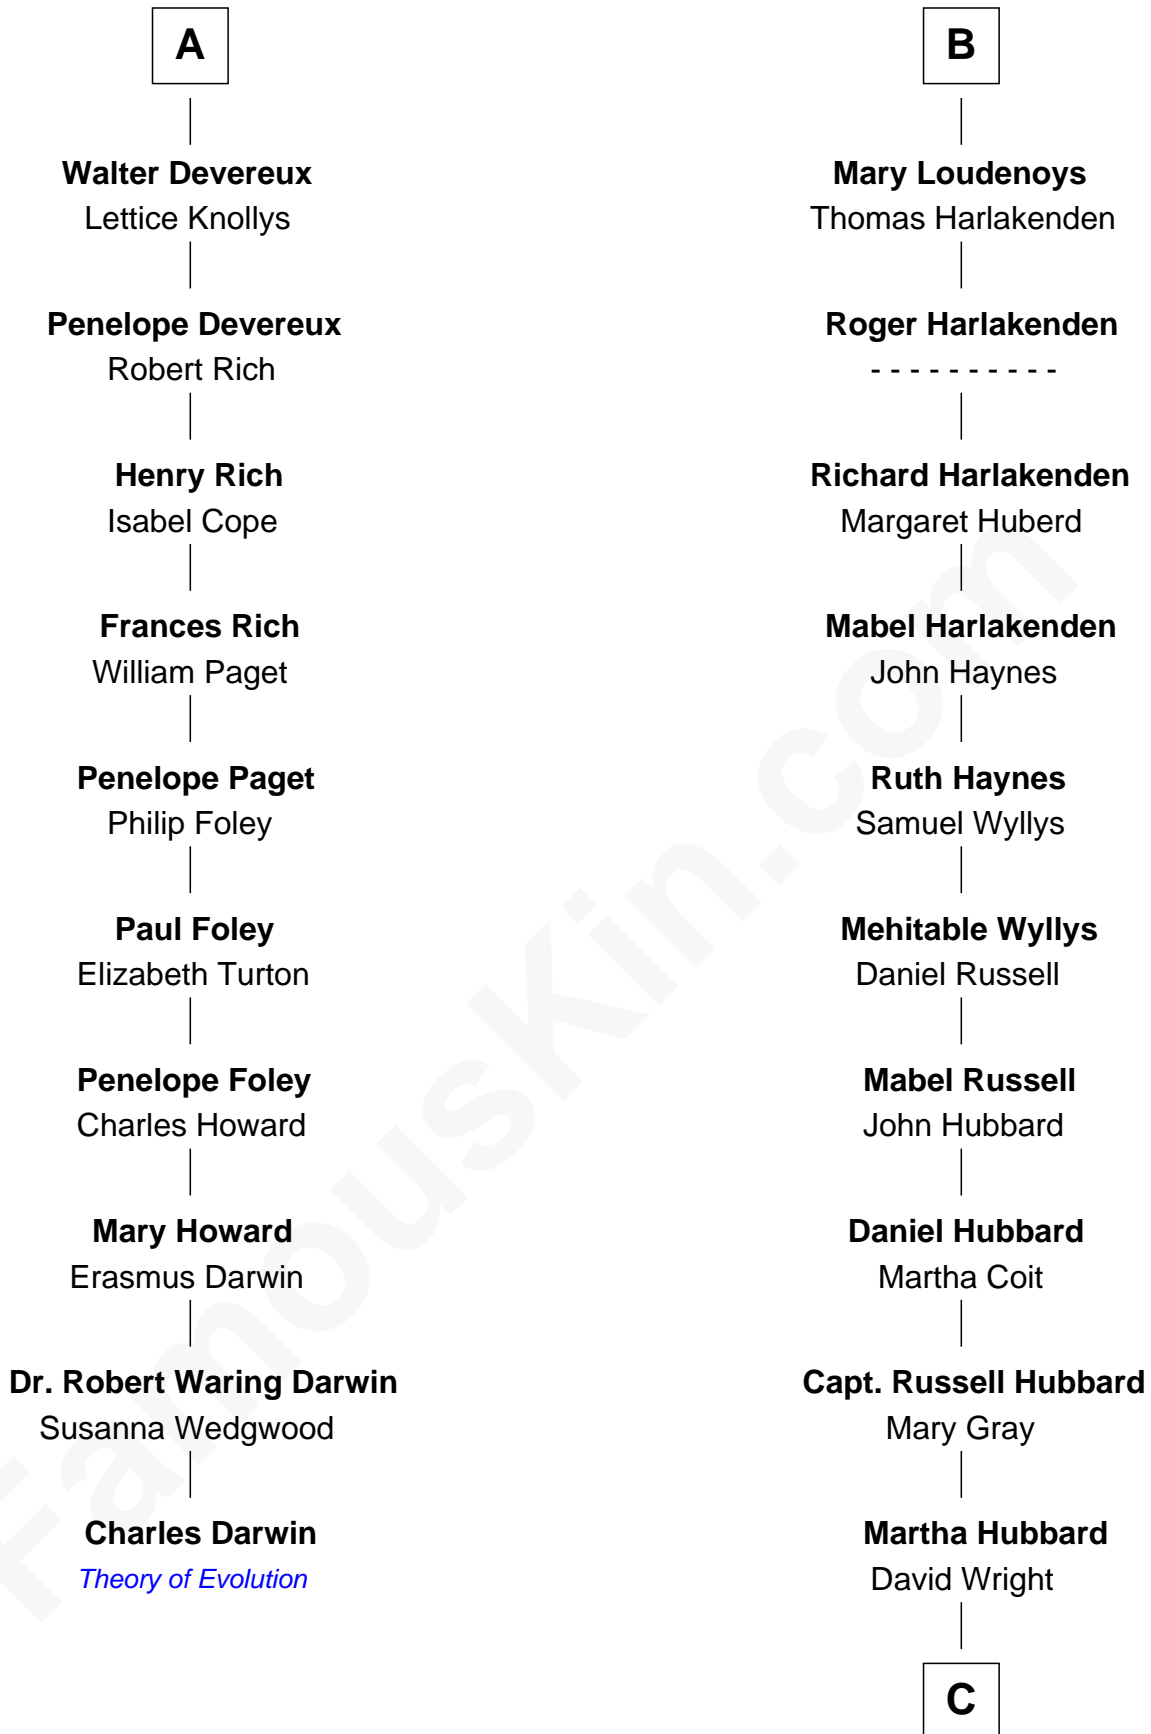 A
Walter Devereux
Lettice Knollys
Penelope Devereux
Robert Rich
Henry Rich
Isabel Cope
Frances Rich
William Paget
Penelope Paget
Philip Foley
Paul Foley
Elizabeth Turton
Penelope Foley
Charles Howard
Mary Howard
Erasmus Darwin
Dr. Robert Waring Darwin
Susanna Wedgwood
Charles Darwin
Theory of Evolution
B
Mary Loudenoys
Thomas Harlakenden
Roger Harlakenden
- - - - - - - - - -
Richard Harlakenden
Margaret Huberd
Mabel Harlakenden
John Haynes
Ruth Haynes
Samuel Wyllys
Mehitable Wyllys
Daniel Russell
Mabel Russell
John Hubbard
Daniel Hubbard
Martha Coit
Capt. Russell Hubbard
Mary Gray
Martha Hubbard
David Wright
C
FamousKin.com